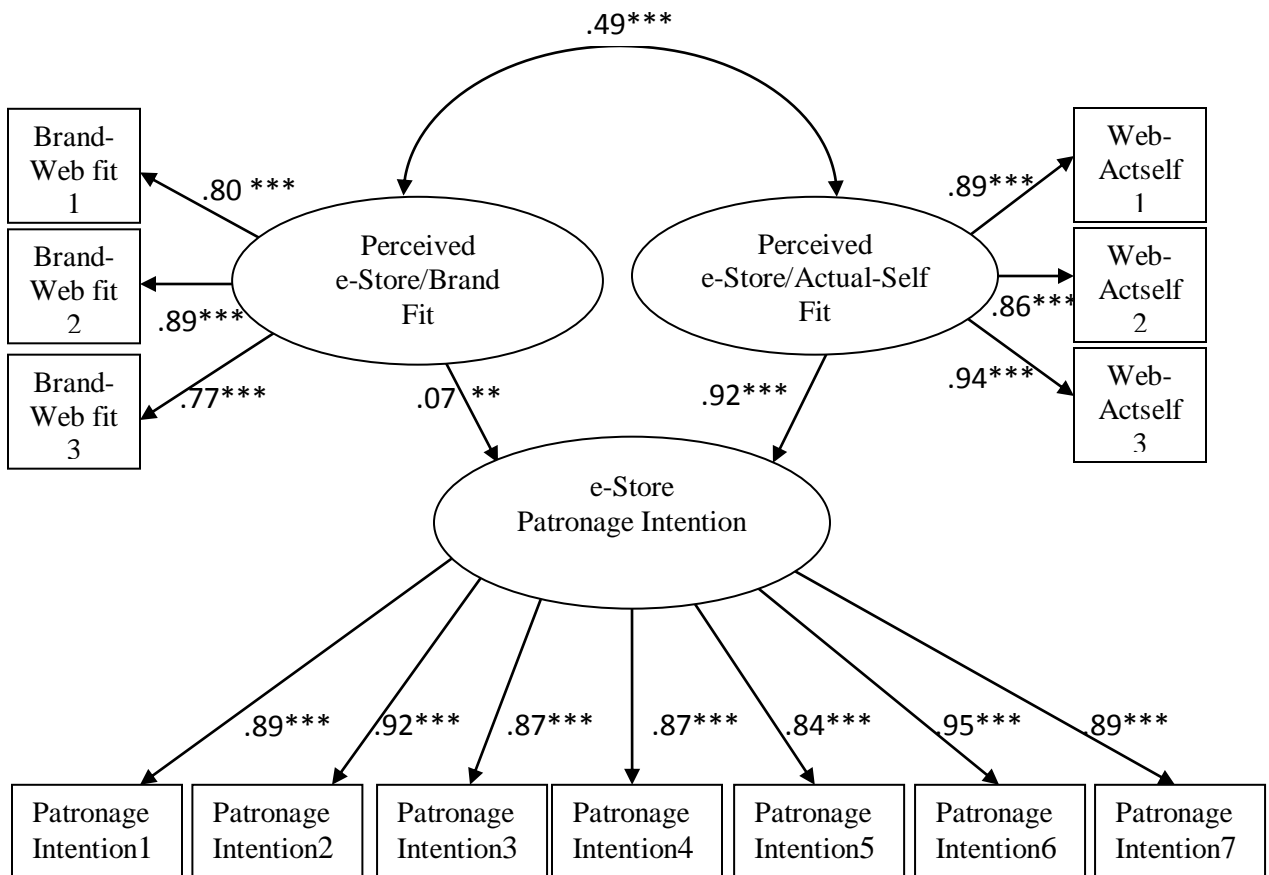 .49***
Brand-
Web fit
1
.80 ***
Brand-
Web fit
2
.89***
Brand-
Web fit
3
.77***
Perceived
e-Store/Brand
Fit
Perceived
e-Store/Actual-Self
Fit
.89***
Web-
Actself
1
.86***
Web-
Actself
2
.94***
Web-
Actself
3
.07 **
.92***
e-Store
Patronage Intention
.89***
.92***
.87***
.87***
.84***
.95***
.89***
Patronage
Intention1
Patronage
Intention2
Patronage
Intention3
Patronage
Intention4
Patronage
Intention5
Patronage
Intention6
Patronage
Intention7